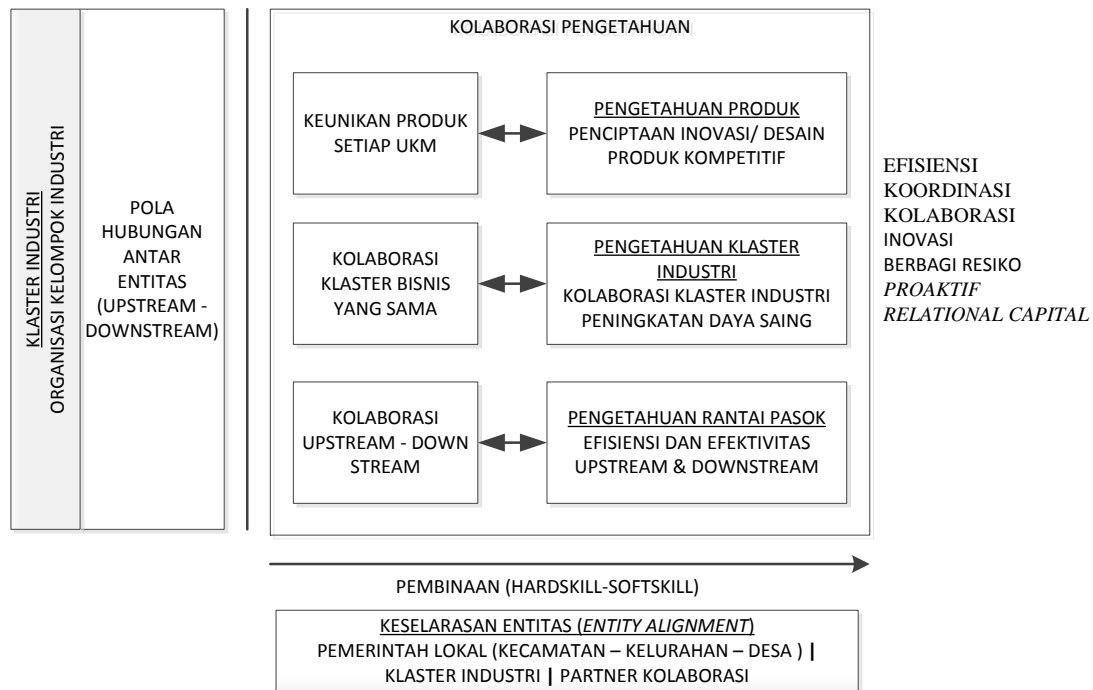 KLASTER INDUSTRI
ORGANISASI KELOMPOK INDUSTRI
POLA
HUBUNGAN
ANTAR
ENTITAS
(UPSTREAM -
DOWNSTREAM)
KOLABORASI PENGETAHUAN
KEUNIKAN PRODUK
SETIAP UKM
PENGETAHUAN PRODUK
PENCIPTAAN INOVASI/ DESAIN
PRODUK KOMPETITIF
KOLABORASI
KLASTER BISNIS
YANG SAMA
PENGETAHUAN KLASTER
INDUSTRI
KOLABORASI KLASTER INDUSTRI
PENINGKATAN DAYA SAING
KOLABORASI
UPSTREAM - DOWN
STREAM
PENGETAHUAN RANTAI PASOK
EFISIENSI DAN EFEKTIVITAS
UPSTREAM & DOWNSTREAM
EFISIENSI
KOORDINASI
KOLABORASI
INOVASI
BERBAGI RESIKO
PROAKTIF
RELATIONAL CAPITAL
PEMBINAAN (HARDSKILL-SOFTSKILL)
KESELARASAN ENTITAS (ENTITY ALIGNMENT)
PEMERINTAH LOKAL (KECAMATAN – KELURAHAN – DESA ) |
KLASTER INDUSTRI | PARTNER KOLABORASI